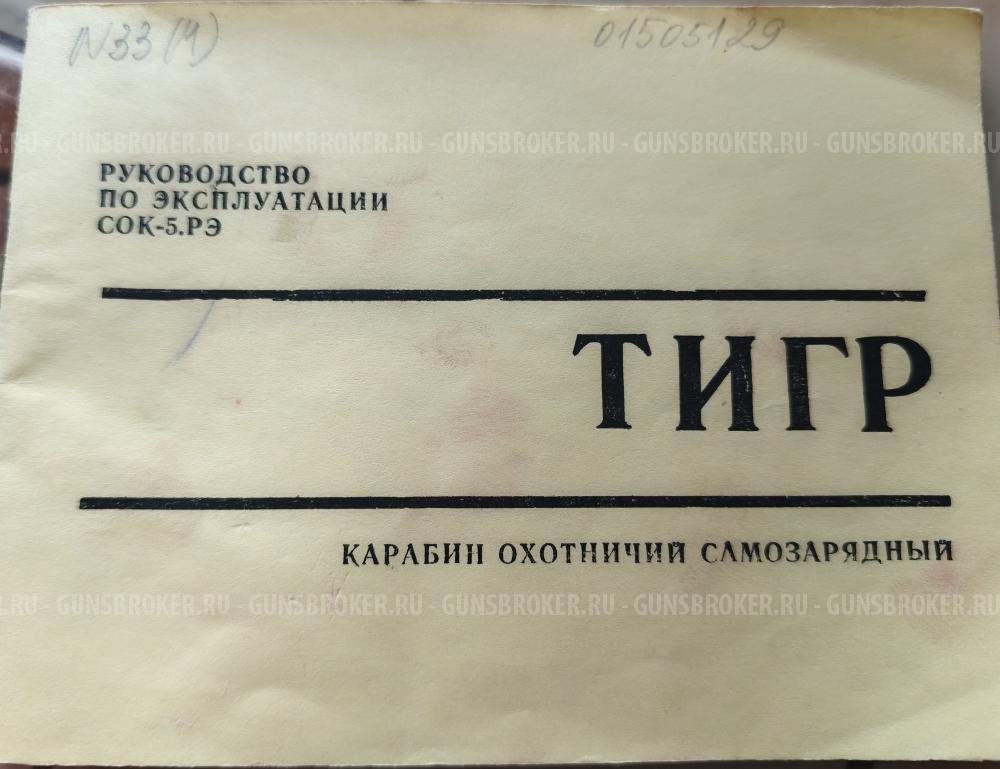 N33(4) 01505129
GUNSBROKER.RU - GUNSBROKER.RU - GUNSBROKER.RU - GUNSBROKER.RU - GUNSBROKER.RU
РУКОВОДСТВО
ПО ЭКСПЛУАТАЦИИ
СОК-5.РЭ
ТИГР
КАРАБИН ОХОТНИЧИЙ САМОЗАРЯДНЫЙ
GUNSBROKER.RU - GUNSBROKER.RU - GUNSBROKER.RU - GUNSBROKER.RU - GUNSBROKER.RU